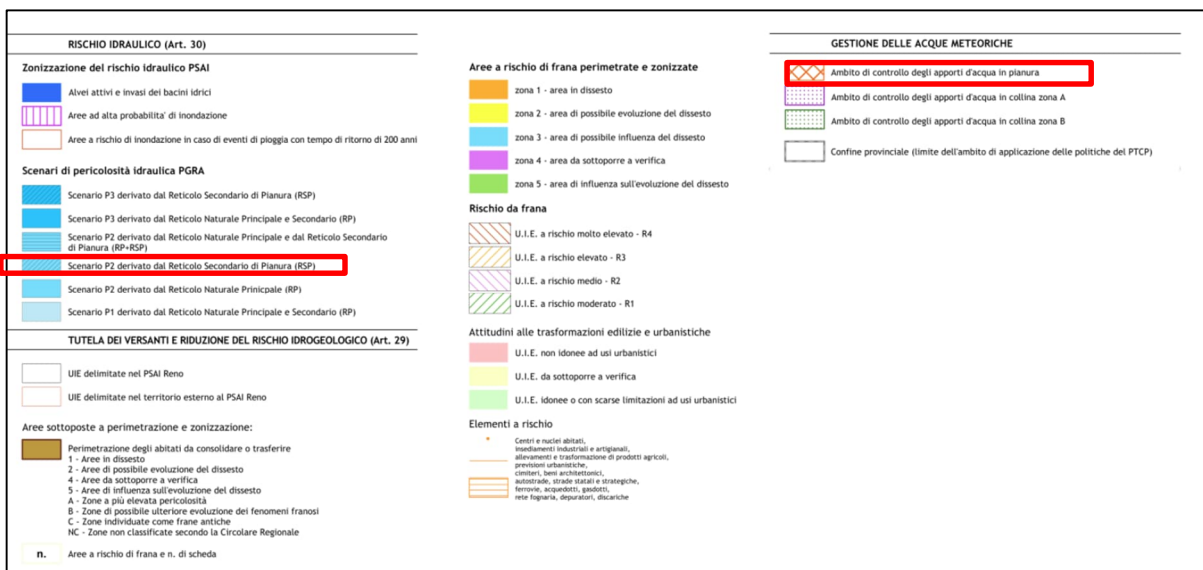 RISCHIO IDRAULICO (Art. 30)
Zonizzazione del rischio idraulico PSAI
Alvei attivi e invasi dei bacini idrici
Aree ad alta probabilita' di inondazione
Aree a rischio di inondazione in caso di eventi di pioggia con tempo di ritorno di 200 anni
Scenari di pericolosità idraulica PGRA
Scenario P3 derivato dal Reticolo Secondario di Pianura (RSP)
Scenario P3 derivato dal Reticolo Naturale Principale e Secondario (RP)
Scenario P2 derivato dal Reticolo Naturale Principale e dal Reticolo Secondario
di Pianura (RP+RSP)
Scenario P2 derivato dal Reticolo Secondario di Pianura (RSP)
Scenario P2 derivato dal Reticolo Naturale Prinicpale (RP)
Scenario P1 derivato dal Reticolo Naturale Principale e Secondario (RP)
TUTELA DEI VERSANTI E RIDUZIONE DEL RISCHIO IDROGEOLOGICO (Art. 29)
UIE delimitate nel PSAI Reno
UIE delimitate nel territorio esterno al PSAI Reno
Aree sottoposte a perimetrazione e zonizzazione:
Perimetrazione degli abitati da consolidare o trasferire
1 - Aree in dissesto
2 - Aree di possibile evoluzione del dissesto
4 - Aree da sottoporre a verifica
5 - Aree di influenza sull'evoluzione del dissesto
A - Zone a più elevata pericolosità
B - Zone di possibile ulteriore evoluzione dei fenomeni franosi
C - Zone individuate come frane antiche
NC - Zone non classificate secondo la Circolare Regionale
n. Aree a rischio di frana e n. di scheda
Aree a rischio di frana perimetrate e zonizzate
zona 1 - area in dissesto
zona 2 - area di possibile evoluzione del dissesto
zona 3 - area di possibile influenza del dissesto
zona 4 - area da sottoporre a verifica
zona 5 - area di influenza sull'evoluzione del dissesto
Rischio da frana
U.I.E. a rischio molto elevato - R4
U.I.E. a rischio elevato - R3
U.I.E. a rischio medio - R2
U.I.E. a rischio moderato - R1
Attitudini alle trasformazioni edilizie e urbanistiche
U.I.E. non idonee ad usi urbanistici
U.I.E. da sottoporre a verifica
U.I.E. idonee o con scarse limitazioni ad usi urbanistici
Elementi a rischio
Centri e nuclei abitati,
insediamenti industriali e artigianali,
allevamenti e trasformazione di prodotti agricoli,
previsioni urbanistiche,
cimiteri, beni architettonici,
autostrade, strade statali e strategiche,
ferrovie, acquedotti, gasdotti,
rete fognaria, depuratori, discariche
GESTIONE DELLE ACQUE METEORICHE
Ambito di controllo degli apporti d'acqua in pianura
Ambito di controllo degli apporti d'acqua in collina zona A
Ambito di controllo degli apporti d'acqua in collina zona B
Confine provinciale (limite dell'ambito di applicazione delle politiche del PTCP)